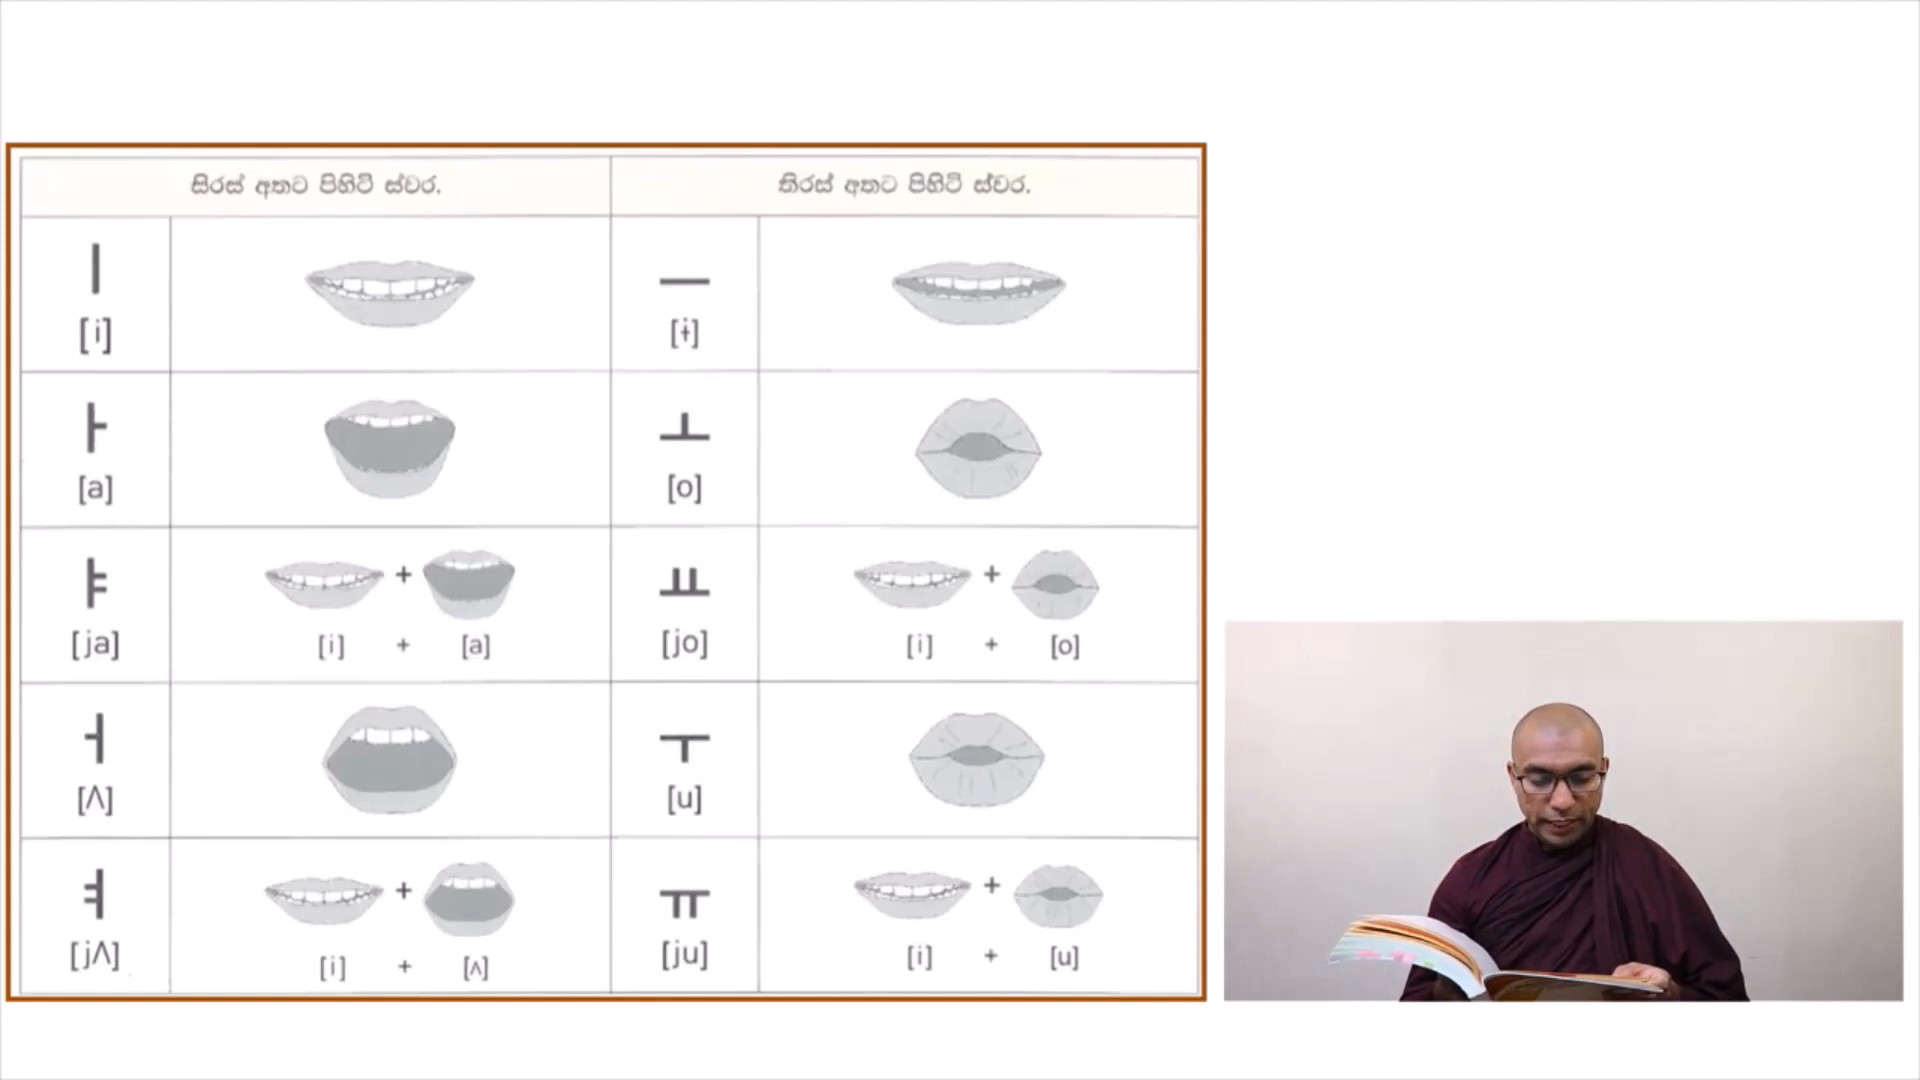 සිරස් අතට පිහිටි ස්වර.
තිරස් අතට පිහිටි ස්වර.
ㅣ
[i]
ㅡ
[ɨ]
ㅏ
[a]
ㅗ
[o]
ㅑ
[ja]
+
[i] + [a]
ㅛ
[jo]
+
[i] + [o]
ㅓ
[ʌ]
ㅜ
[u]
ㅕ
[jʌ]
+
[i] + [ʌ]
ㅠ
[ju]
+
[i] + [u]